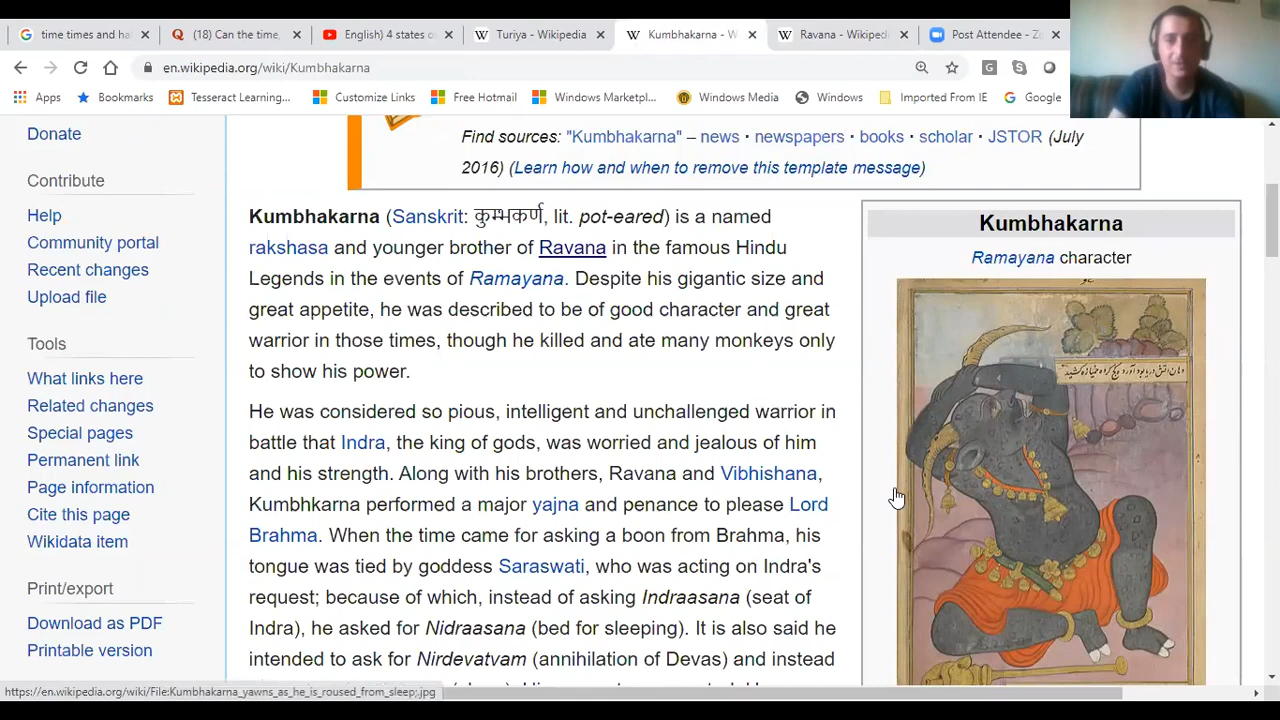 time times and ha
(18) Can the time,
English) 4 states o
Turiya - Wikipedia
Kumbhakarna - W
Ravana - Wikiped
Post Attendee - Z
en.wikipedia.org/wiki/Kumbhakarna
Apps
Bookmarks
Tesseract Learning...
Customize Links
Free Hotmail
Windows Marketpl...
Windows Media
Windows
Imported From IE
Google
Donate
Contribute
Help
Community portal
Recent changes
Upload file
Tools
What links here
Related changes
Special pages
Permanent link
Page information
Cite this page
Wikidata item
Print/export
Download as PDF
Printable version
Find sources: "Kumbhakarna" – news · newspapers · books · scholar · JSTOR (July
2016) (Learn how and when to remove this template message)
Kumbhakarna (Sanskrit: कुम्भकर्ण, lit. pot-eared) is a named
rakshasa and younger brother of Ravana in the famous Hindu
Legends in the events of Ramayana. Despite his gigantic size and
great appetite, he was described to be of good character and great
warrior in those times, though he killed and ate many monkeys only
to show his power.
He was considered so pious, intelligent and unchallenged warrior in
battle that Indra, the king of gods, was worried and jealous of him
and his strength. Along with his brothers, Ravana and Vibhishana,
Kumbhkarna performed a major yajna and penance to please Lord
Brahma. When the time came for asking a boon from Brahma, his
tongue was tied by goddess Saraswati, who was acting on Indra's
request; because of which, instead of asking Indraasana (seat of
Indra), he asked for Nidraasana (bed for sleeping). It is also said he
intended to ask for Nirdevatvam (annihilation of Devas) and instead
Kumbhakarna
Ramayana character
https://en.wikipedia.org/wiki/File:Kumbhakarna_yawns_as_he_is_roused_from_sleep;.jpg